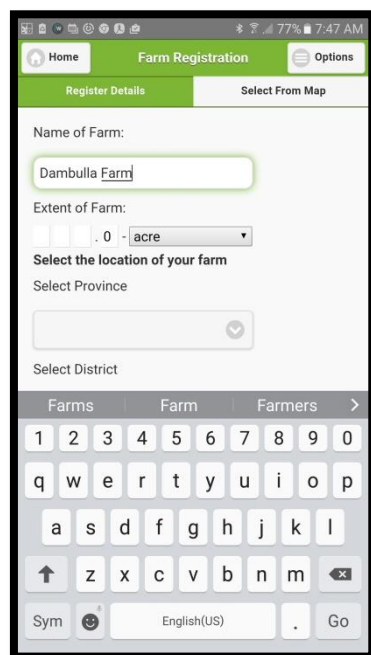 77% 7:47 AM
Home Farm Registration Options
Register Details Select From Map
Name of Farm:
Dambulla Farm
Extent of Farm:
. 0 - acre
Select the location of your farm
Select Province
Select District
Farms Farm Farmers >
1 2 3 4 5 6 7 8 9 0
q w e r t y u i o p
a s d f g h j k l
z x c v b n m
Sym English(US) . Go